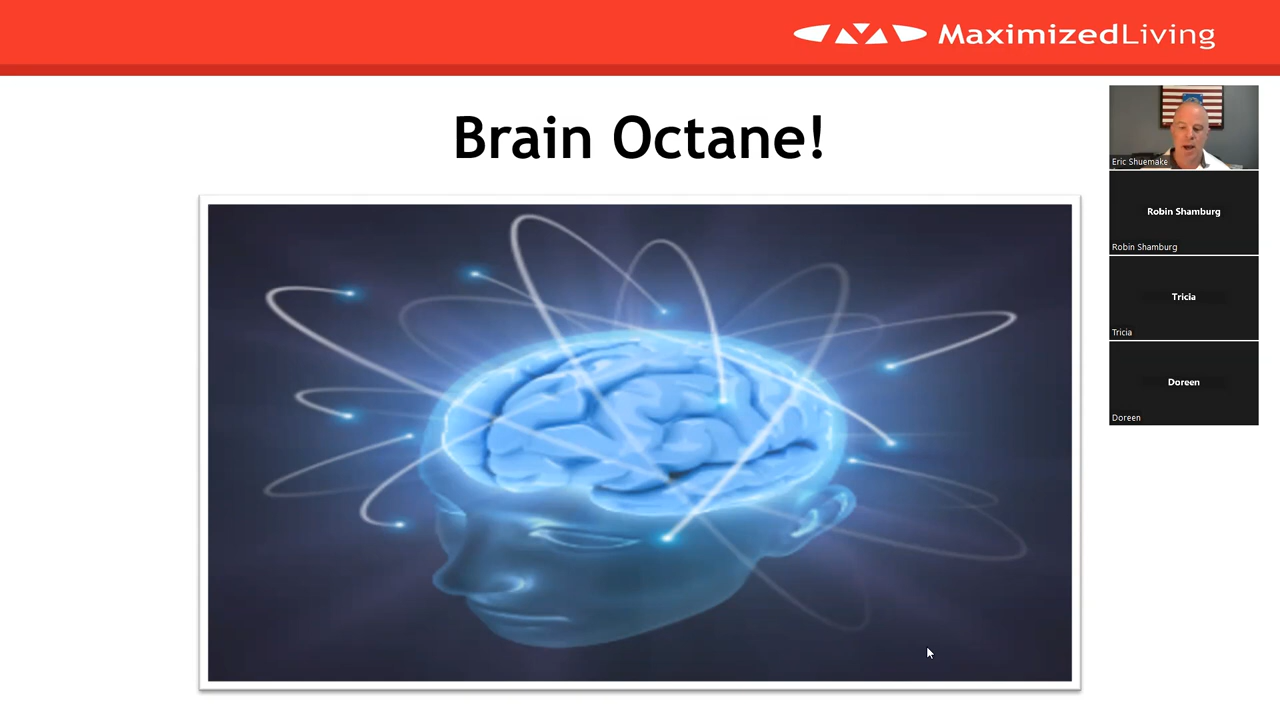 MaximizedLiving
Brain Octane!
Eric Shuemake
Robin Shamburg
Robin Shamburg
Tricia
Tricia
Doreen
Doreen